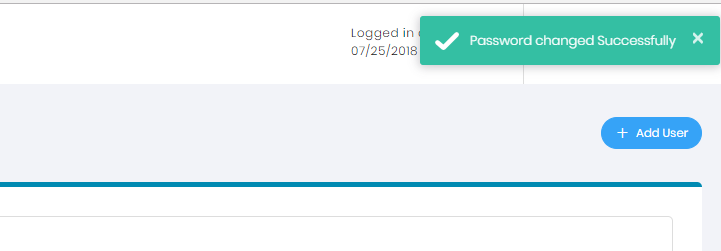 Logged in
07/25/2018
Password changed Successfully
Add User